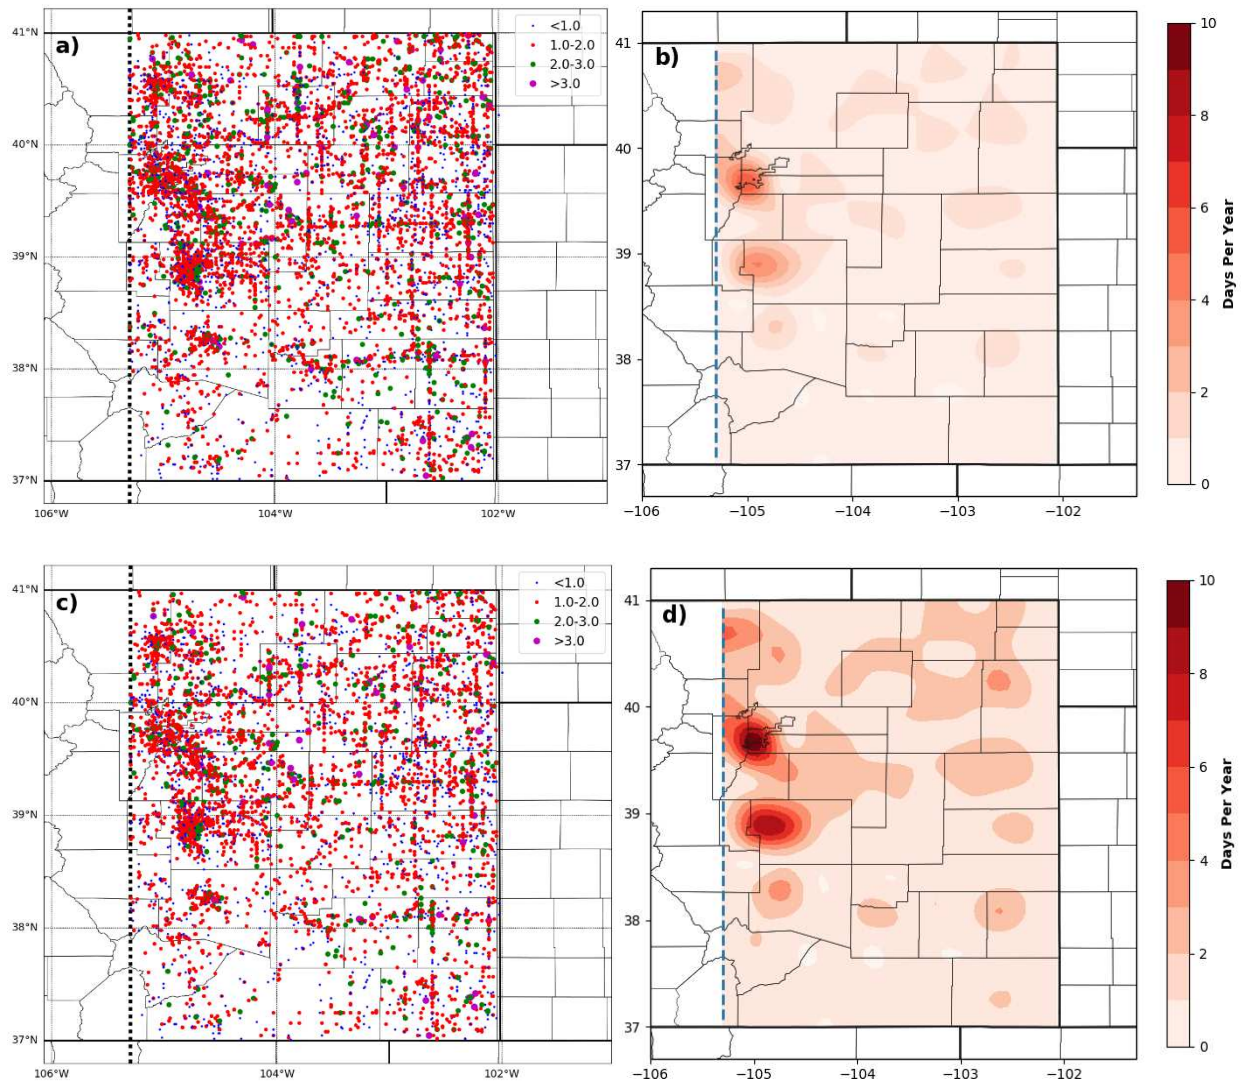 a)
<1.0
1.0-2.0
2.0-3.0
>3.0
41°N
40°N
39°N
38°N
37°N
106°W
104°W
102°W
b)
41
40
39
38
37
−106
−105
−104
−103
−102
10
8
6
4
2
0
Days Per Year
c)
<1.0
1.0-2.0
2.0-3.0
>3.0
41°N
40°N
39°N
38°N
37°N
106°W
104°W
102°W
d)
41
40
39
38
37
−106
−105
−104
−103
−102
10
8
6
4
2
0
Days Per Year